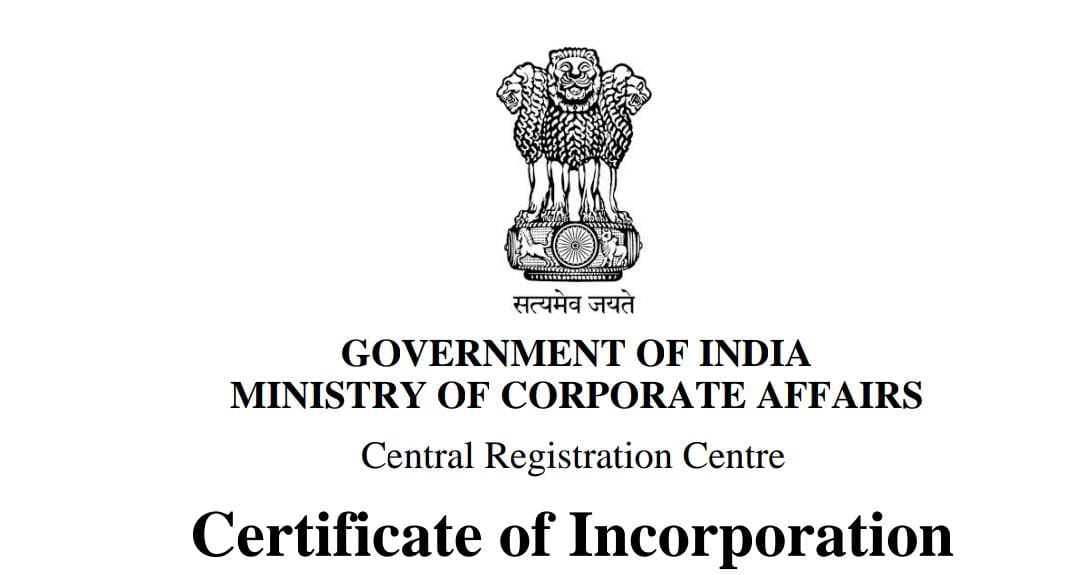 सत्यमेव जयते
GOVERNMENT OF INDIA
MINISTRY OF CORPORATE AFFAIRS
Central Registration Centre
Certificate of Incorporation